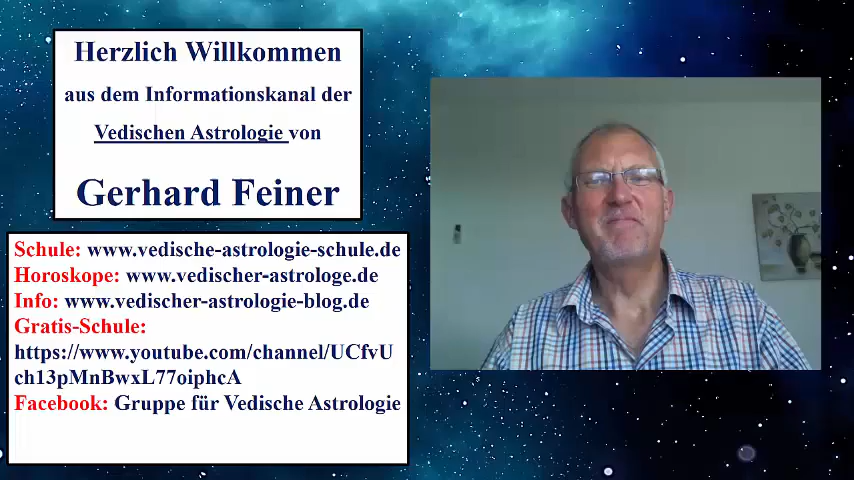 Herzlich Willkommen
aus dem Informationskanal der
Vedischen Astrologie von
Gerhard Feiner
Schule: www.vedische-astrologie-schule.de
Horoskope: www.vedischer-astrologe.de
Info: www.vedischer-astrologie-blog.de
Gratis-Schule:
https://www.youtube.com/channel/UCfvU
ch13pMnBwxL77oiphcA
Facebook: Gruppe für Vedische Astrologie